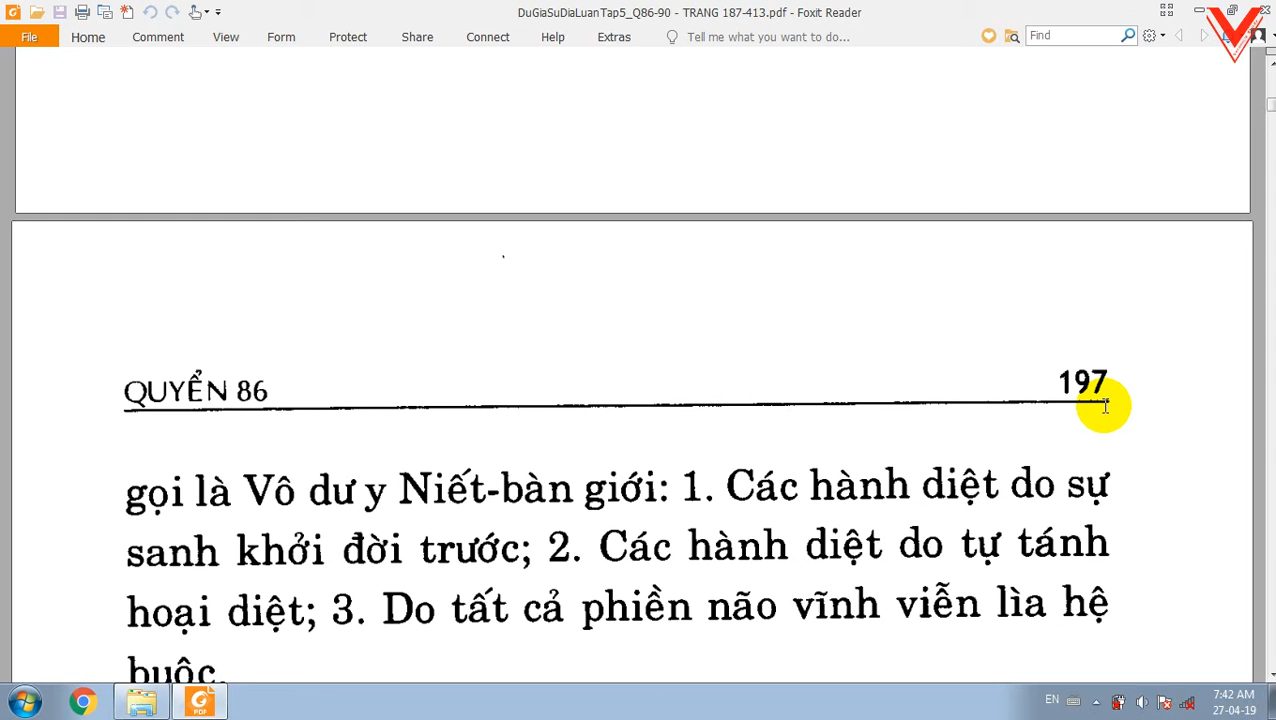 DuGiaSuDiaLuanTap5_Q86-90 - TRANG 187-413.pdf - Foxit Reader
File Home Comment View Form Protect Share Connect Help Extras Tell me what you want to do... Find
QUYỂN 86 197
gọi là Vô dư y Niết-bàn giới: 1. Các hành diệt do sự
sanh khởi đời trước; 2. Các hành diệt do tự tánh
hoại diệt; 3. Do tất cả phiền não vĩnh viễn lìa hệ
buộc.
PDF
EN 7:42 AM
27-04-19